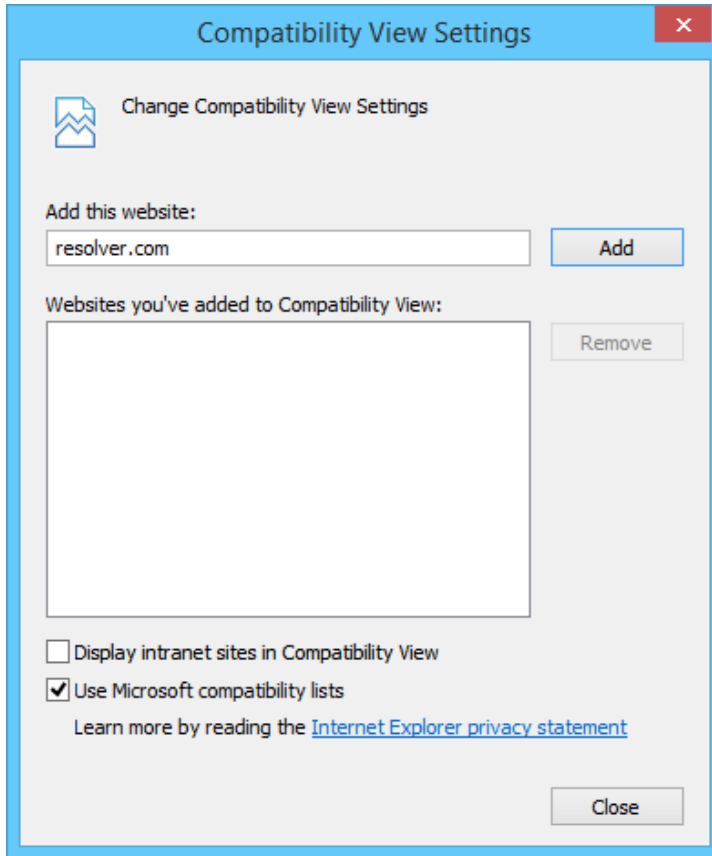 Compatibility View Settings
Change Compatibility View Settings
Add this website:
resolver.com
Add
Websites you've added to Compatibility View:
Remove
Display intranet sites in Compatibility View
Use Microsoft compatibility lists
Learn more by reading the Internet Explorer privacy statement
Close